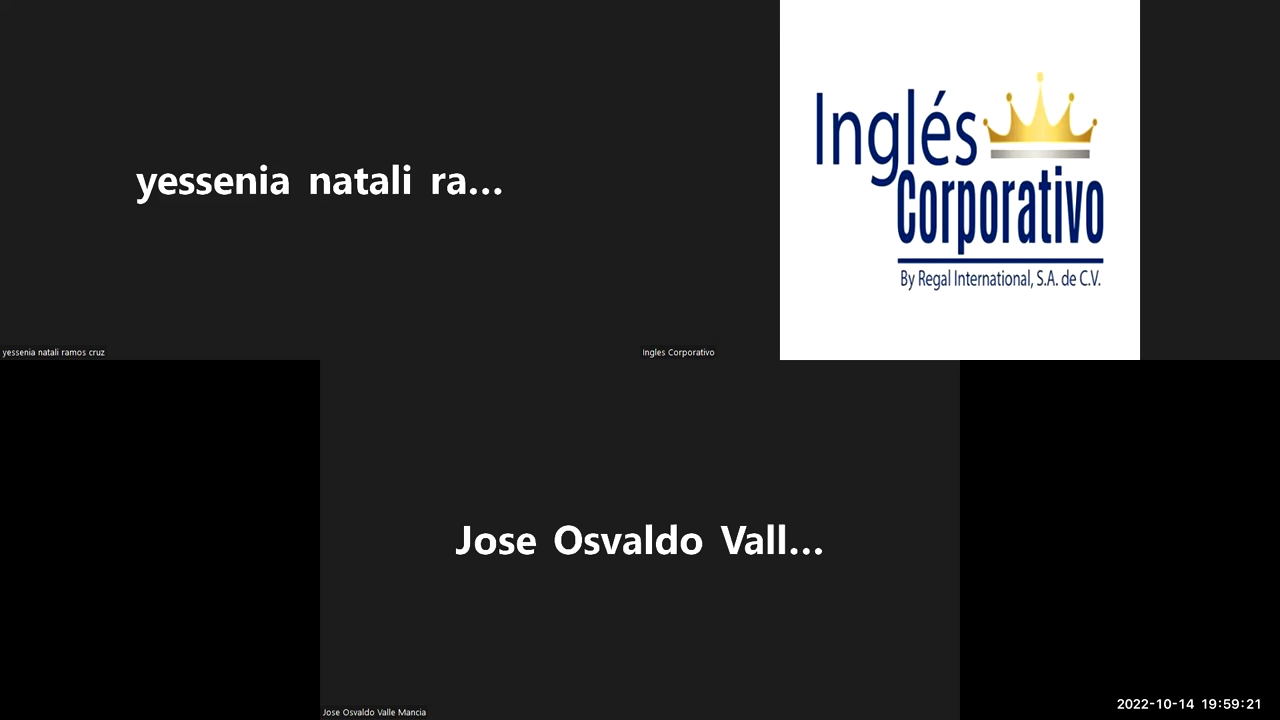 yessenia natali ra...
yessenia natali ramos cruz
Inglés
Corporativo
By Regal International, S.A. de C.V.
Ingles Corporativo
Jose Osvaldo Vall...
Jose Osvaldo Valle Mancia
2022-10-14 19:59:21